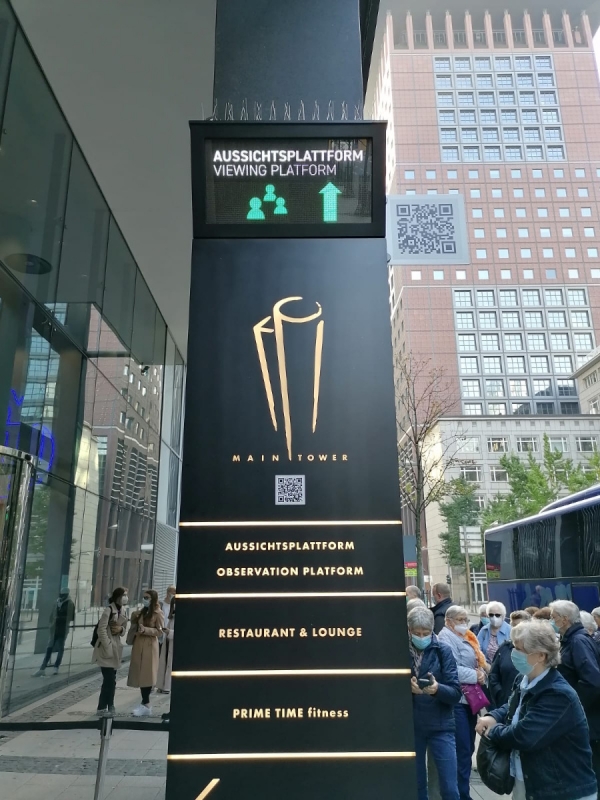 AUSSICHTSPLATTFORM
VIEWING PLATFORM
MAIN TOWER
AUSSICHTSPLATTFORM
OBSERVATION PLATFORM
RESTAURANT & LOUNGE
PRIME TIME fitness